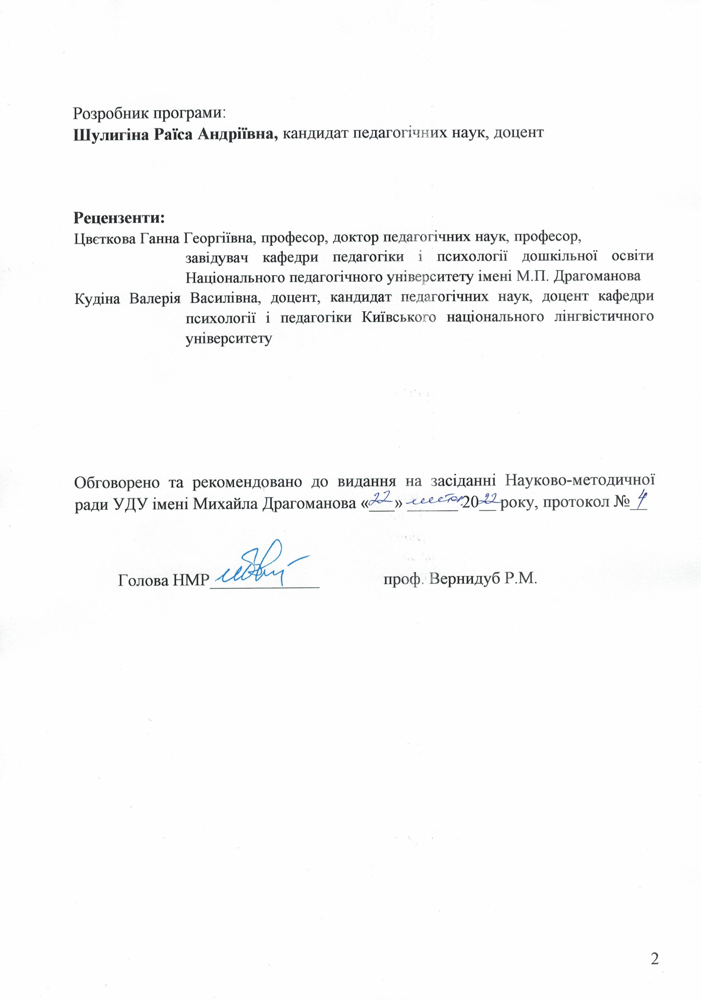 Розробник програми:
Шулигіна Раїса Андріївна, кандидат педагогічних наук, доцент
Рецензенти:
Цвєткова Ганна Георгіївна, професор, доктор педагогічних наук, професор,
завідувач кафедри педагогіки і психології дошкільної освіти
Національного педагогічного університету імені М.П. Драгоманова
Кудіна Валерія Василівна, доцент, кандидат педагогічних наук, доцент кафедри
психології і педагогіки Київського національного лінгвістичного
університету
Обговорено та рекомендовано до видання на засіданні Науково-методичної
ради УДУ імені Михайла Драгоманова «22» листоп. 2022 року, протокол №4
Голова НМР проф. Вернидуб Р.М.
2